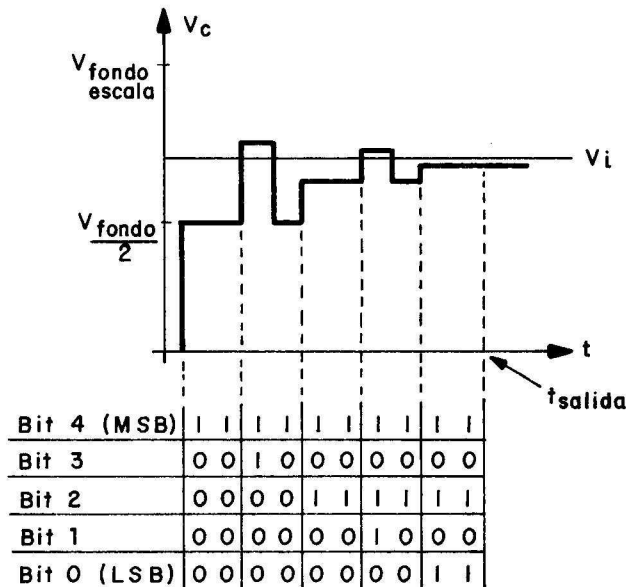 Vc
Vfondo
escala
Vi
Vfondo
2
t
tsalida
Bit 4 (MSB) 1 1 1 1 1 1 1 1 1 1
Bit 3 0 0 1 0 0 0 0 0 0 0
Bit 2 0 0 0 0 1 1 1 1 1 1
Bit 1 0 0 0 0 0 0 1 0 0 0
Bit 0 (LSB) 0 0 0 0 0 0 0 0 1 1